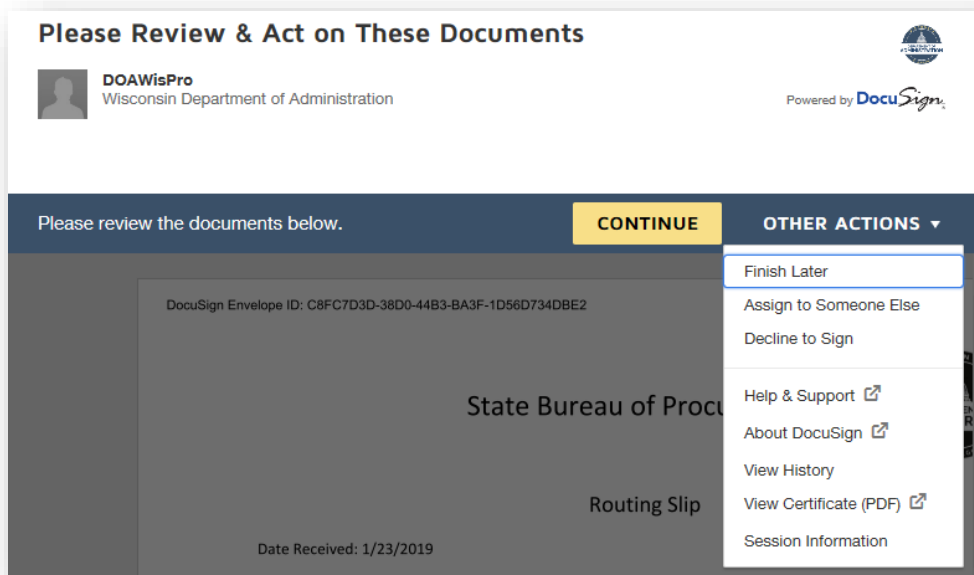 Please Review & Act on These Documents
DOAWisPro
Wisconsin Department of Administration
ADMINISTRATION
Powered by DocuSign
Please review the documents below.
CONTINUE
OTHER ACTIONS
Finish Later
Assign to Someone Else
Decline to Sign
Help & Support
About DocuSign
View History
View Certificate (PDF)
Session Information
DocuSign Envelope ID: C8FC7D3D-38D0-44B3-BA3F-1D56D734DBE2
State Bureau of Procu
Routing Slip
Date Received: 1/23/2019